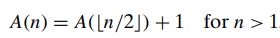 A(n) = A(⌊n/2⌋) + 1 for n > 1